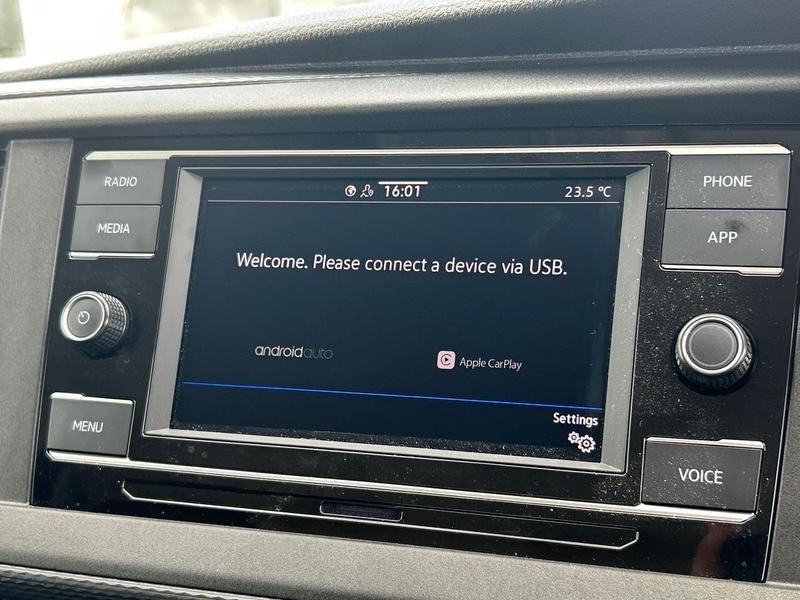 RADIO
MEDIA
MENU
16:01
23.5 °C
Welcome. Please connect a device via USB.
androidauto
Apple CarPlay
Settings
PHONE
APP
VOICE